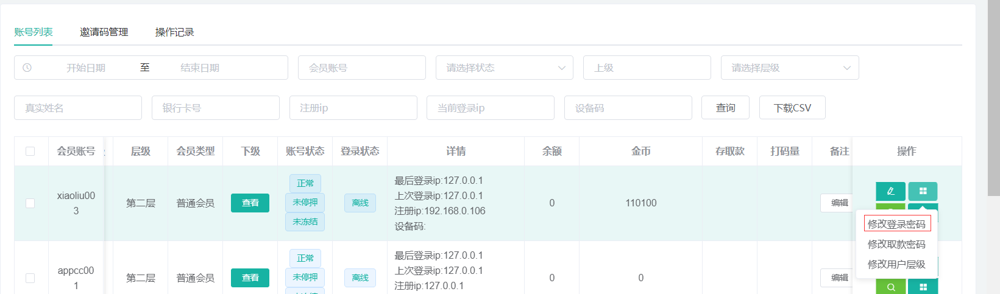 账号列表 邀请码管理 操作记录
开始日期 至 结束日期 会员账号 请选择状态 上级 请选择层级
真实姓名 银行卡号 注册ip 当前登录ip 设备码 查询 下载CSV
会员账号 层级 会员类型 下级 账号状态 登录状态 详情 余额 金币 存取款 打码量 备注 操作
xiaoliu00
3
第二层 普通会员 查看
正常
未停押
未冻结
离线
最后登录ip:127.0.0.1
上次登录ip:127.0.0.1
注册ip:192.168.0.106
设备码:
0 110100 编辑
修改登录密码
修改取款密码
修改用户层级
appcc00
1
第二层 普通会员 查看
正常
未停押
离线
最后登录ip:127.0.0.1
上次登录ip:127.0.0.1
注册ip:127.0.0.1
0 0 编辑